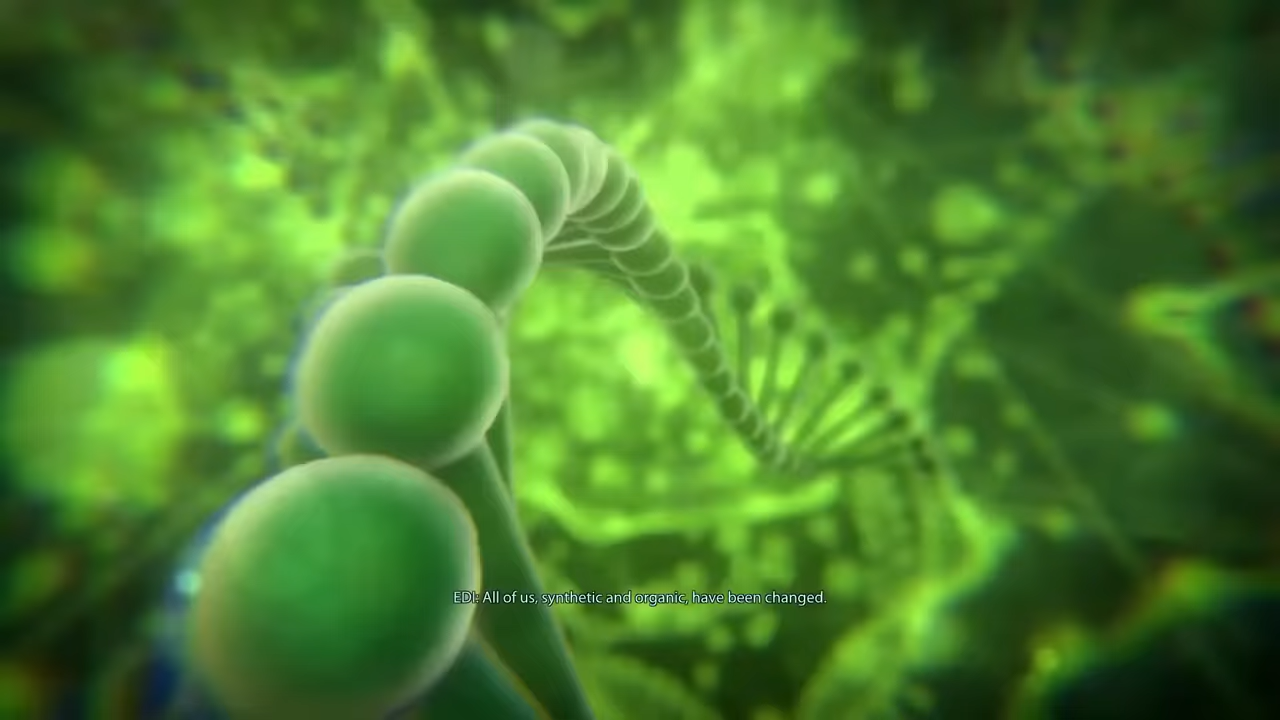 EDI: All of us, synthetic and organic, have been changed.